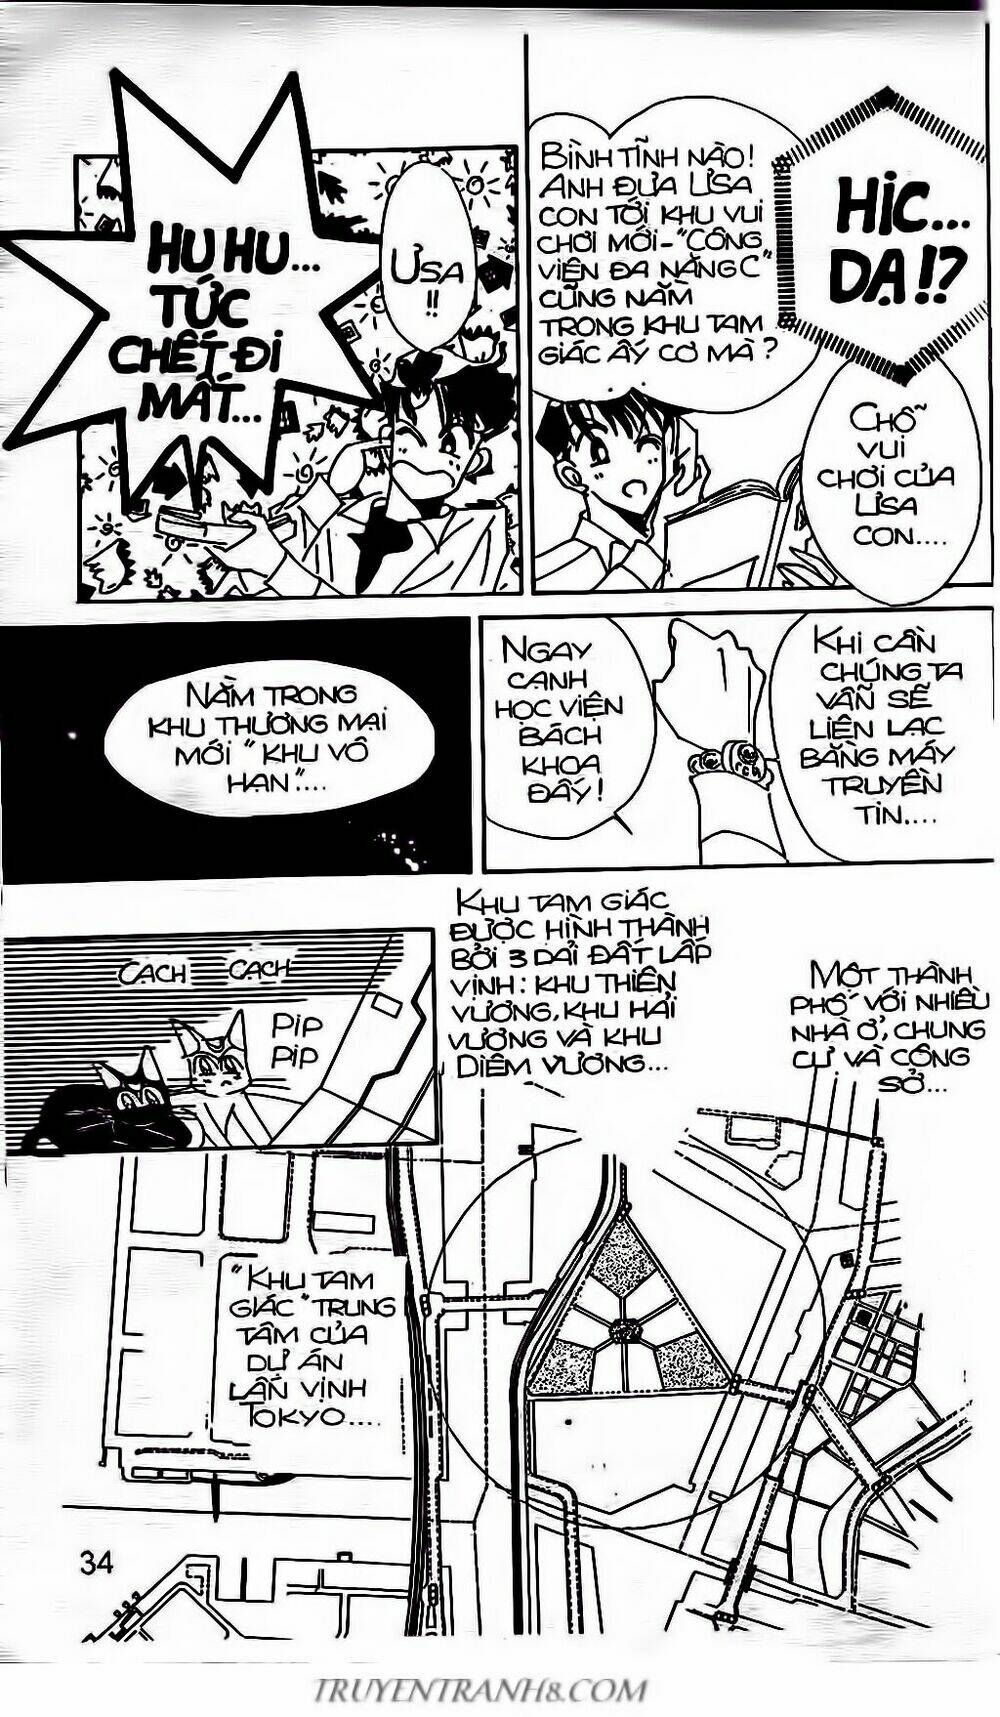 HU HU...
TỨC
CHẾT ĐI
MẤT...
ƯSA
!!
BÌNH TĨNH NÀO!
ANH ĐƯA ƯSA
CON TỚI KHU VUI
CHƠI MỚI - "CÔNG
VIÊN ĐA NĂNG C"
CŨNG NẰM
TRONG KHU TAM
GIÁC ẤY CƠ MÀ?
HIC...
DẠ!!?
CHỖ
VUI
CHƠI CỦA
ƯSA
CON....
NẰM TRONG
KHU THƯƠNG MẠI
MỚI "KHU VÔ
HẠN"....
NGAY
CẠNH
HỌC VIỆN
BÁCH
KHOA
ĐẤY!
KHI CẦN
CHÚNG TA
VẪN SẼ
LIÊN LẠC
BẰNG MÁY
TRUYỀN
TIN....
CẠCH CẠCH
PIP
PIP
KHU TAM GIÁC
ĐƯỢC HÌNH THÀNH
BỞI 3 DẢI ĐẤT LẤP
VỊNH: KHU THIÊN
VƯƠNG, KHU HẢI
VƯƠNG VÀ KHU
DIÊM VƯƠNG...
MỘT THÀNH
PHỐ VỚI NHIỀU
NHÀ Ở, CHUNG
CƯ VÀ CÔNG
SỞ...
"KHU TAM
GIÁC" TRUNG
TÂM CỦA
DỰ ÁN
LẤN VỊNH
TOKYO....
34
TRUYENTRANH8.COM